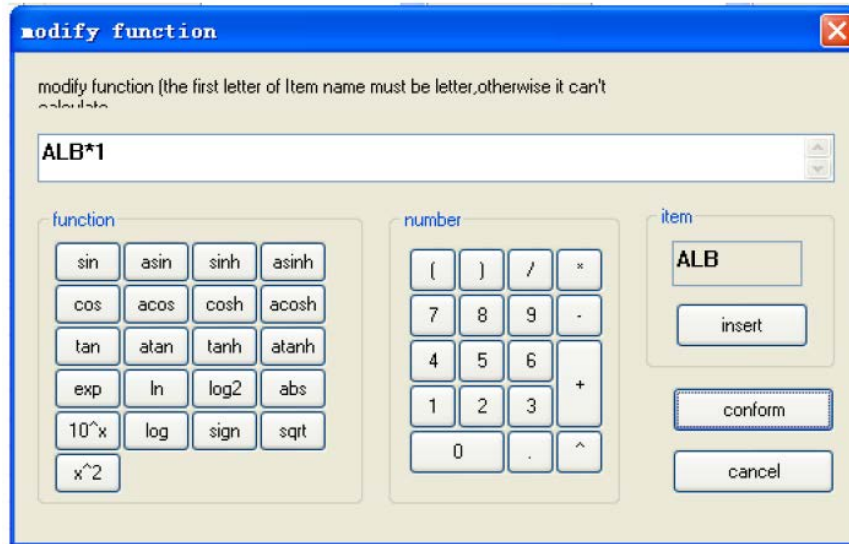 modify function
modify function (the first letter of Item name must be letter,otherwise it can't
calculate
ALB*1
function
sin asin sinh asinh
cos acos cosh acosh
tan atan tanh atanh
exp ln log2 abs
10^x log sign sqrt
x^2
number
( ) / *
7 8 9 -
4 5 6
+
1 2 3
0 . ^
item
ALB
insert
conform
cancel